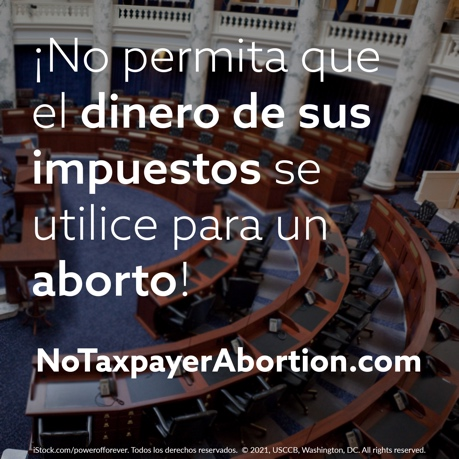 ¡No permita que
el dinero de sus
impuestos se
utilice para un
aborto!
NoTaxpayerAbortion.com
iStock.com/powerofforever. Todos los derechos reservados. © 2021, USCCB, Washington, DC. All rights reserved.